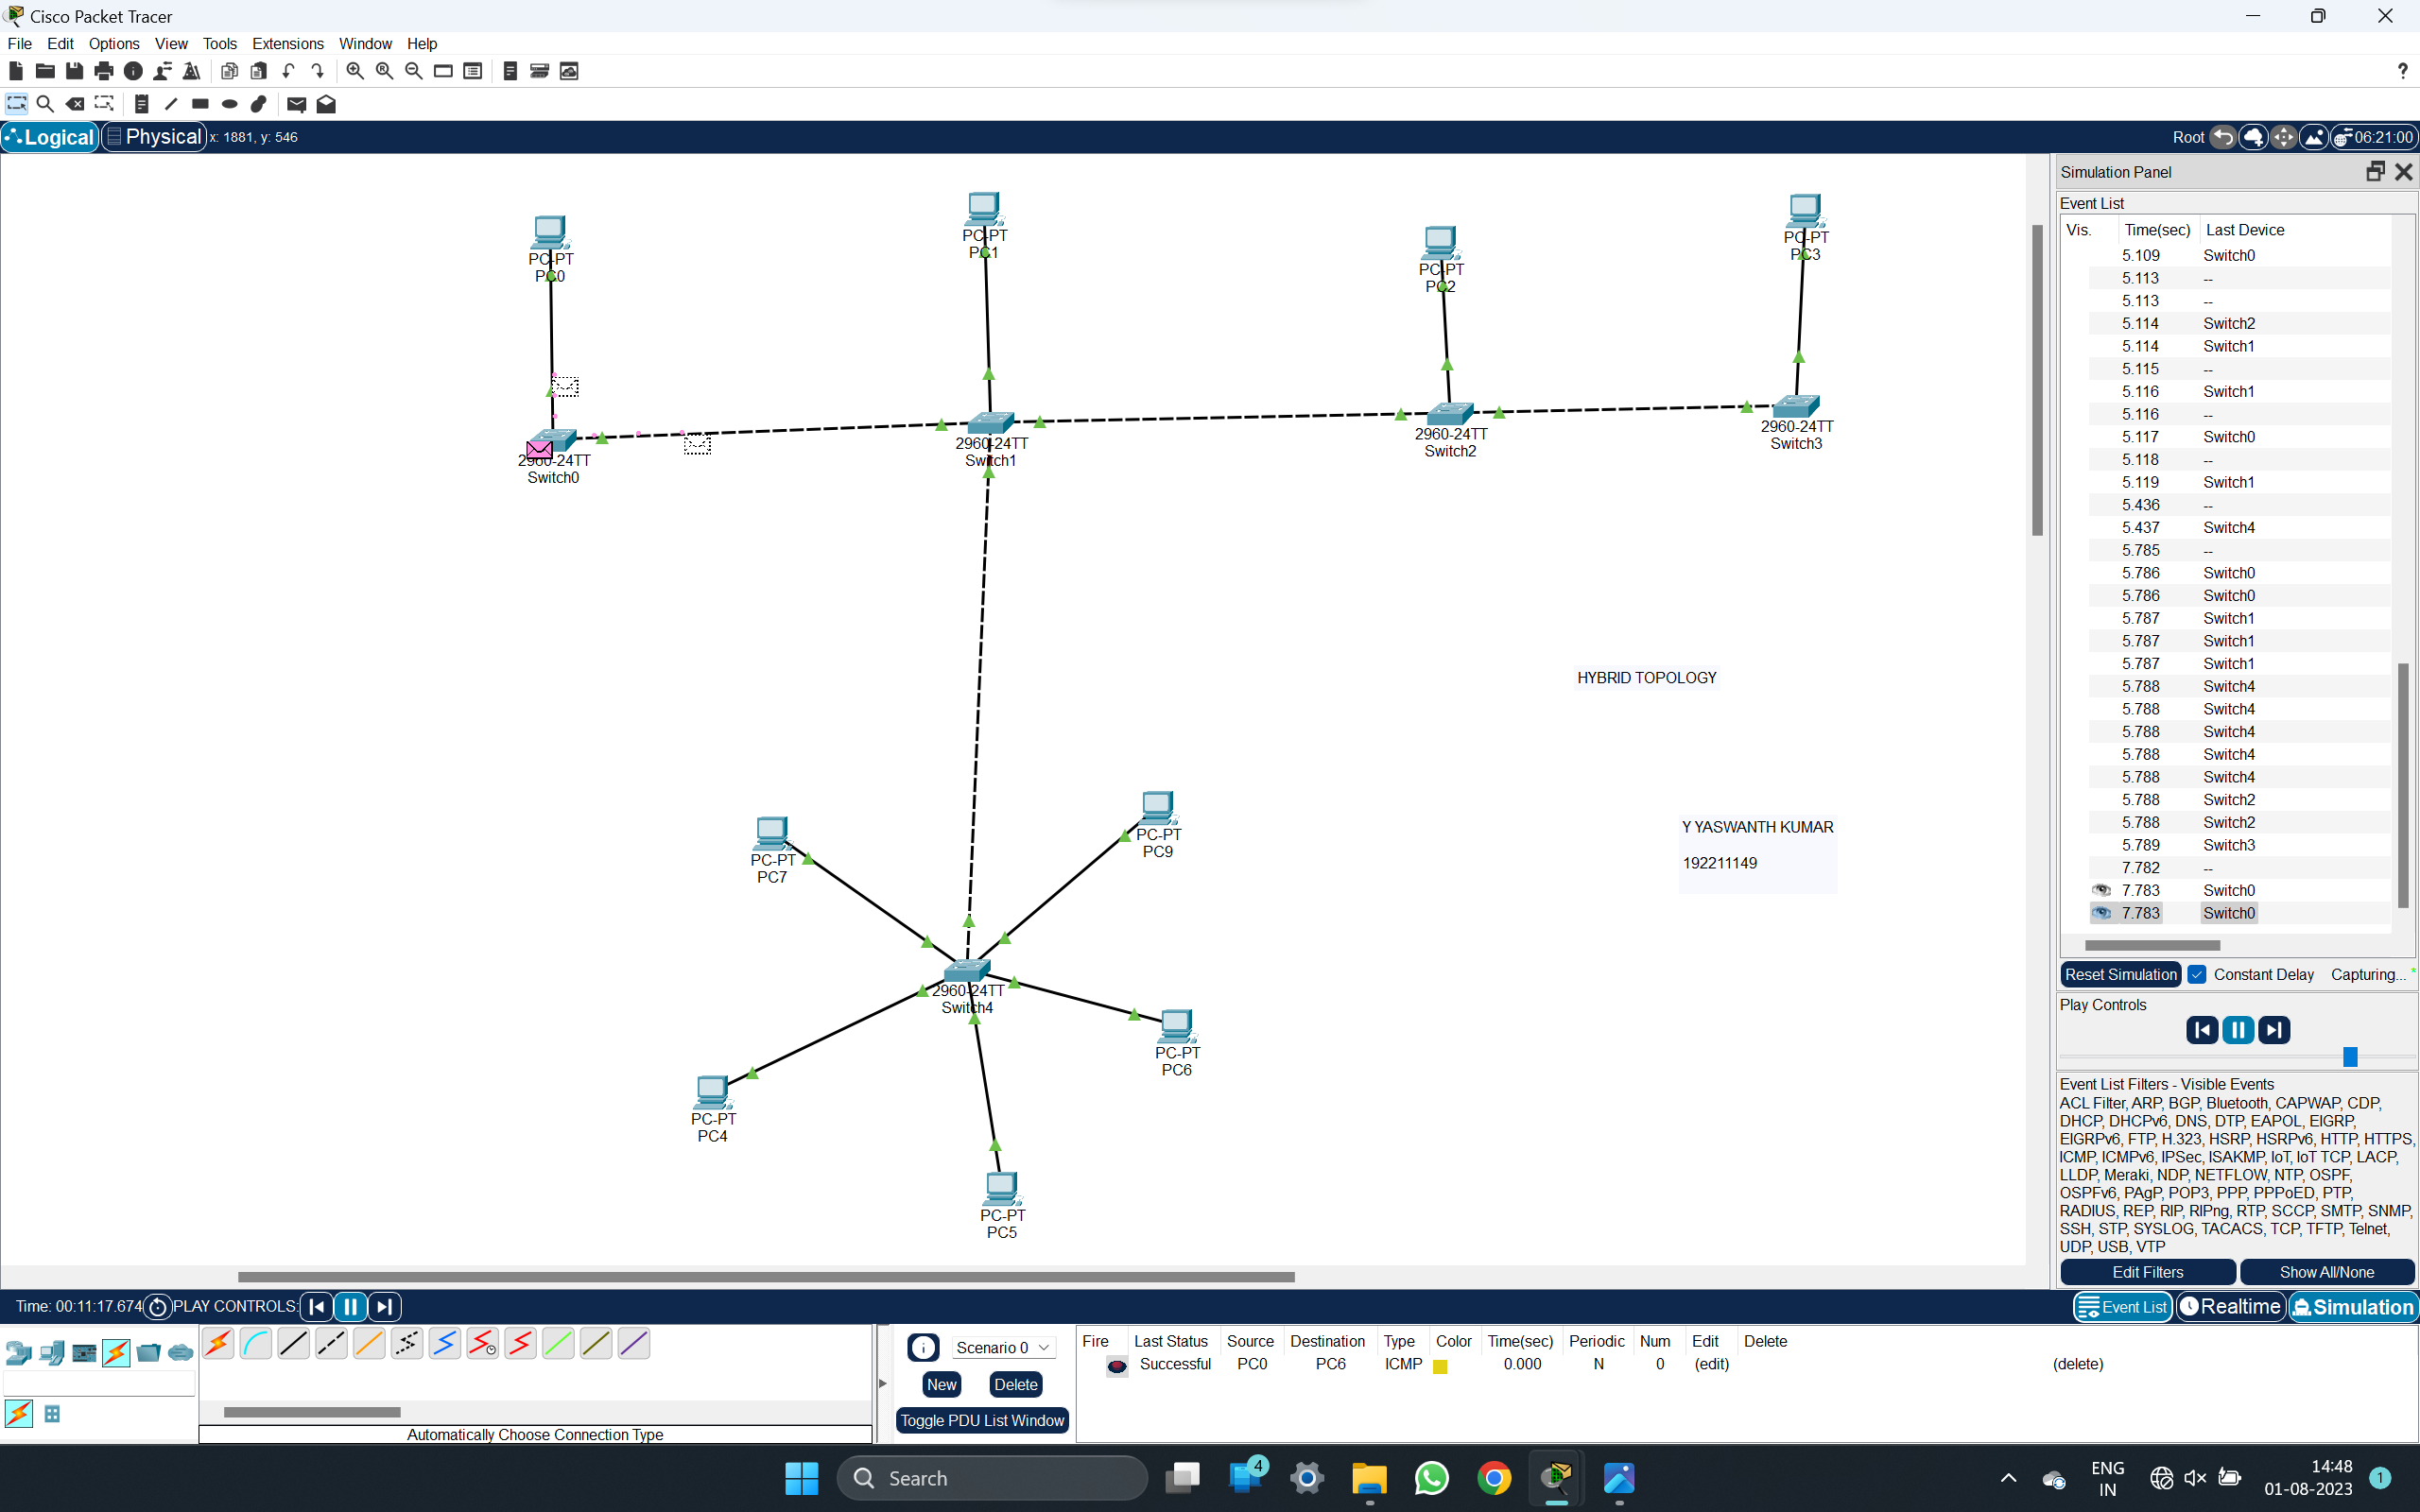 Cisco Packet Tracer
File Edit Options View Tools Extensions Window Help
?
Logical Physical x: 1881, y: 546 Root 06:21:00
Simulation Panel
Event List
Vis. Time(sec) Last Device
5.109 Switch0
5.113 --
5.113 --
5.114 Switch2
5.114 Switch1
5.115 --
5.116 Switch1
5.116 --
5.117 Switch0
5.118 --
5.119 Switch1
5.436 --
5.437 Switch4
5.785 --
5.786 Switch0
5.786 Switch0
5.787 Switch1
5.787 Switch1
5.787 Switch1
5.788 Switch4
5.788 Switch4
5.788 Switch4
5.788 Switch4
5.788 Switch4
5.788 Switch2
5.788 Switch2
5.789 Switch3
7.782 --
7.783 Switch0
7.783 Switch0
Reset Simulation Constant Delay Capturing...
Play Controls
Event List Filters - Visible Events
ACL Filter, ARP, BGP, Bluetooth, CAPWAP, CDP,
DHCP, DHCPv6, DNS, DTP, EAPOL, EIGRP,
EIGRPv6, FTP, H.323, HSRP, HSRPv6, HTTP, HTTPS,
ICMP, ICMPv6, IPSec, ISAKMP, IoT, IoT TCP, LACP,
LLDP, Meraki, NDP, NETFLOW, NTP, OSPF,
OSPFv6, PAgP, POP3, PPP, PPPoED, PTP,
RADIUS, REP, RIP, RIPng, RTP, SCCP, SMTP, SNMP,
SSH, STP, SYSLOG, TACACS, TCP, TFTP, Telnet,
UDP, USB, VTP
Edit Filters Show All/None
PC-PT
PC0
PC-PT
PC1
PC-PT
PC2
PC-PT
PC3
2960-24TT
Switch0
2960-24TT
Switch1
2960-24TT
Switch2
2960-24TT
Switch3
HYBRID TOPOLOGY
Y YASWANTH KUMAR
192211149
PC-PT
PC7
PC-PT
PC9
2960-24TT
Switch4
PC-PT
PC6
PC-PT
PC4
PC-PT
PC5
Time: 00:11:17.674 PLAY CONTROLS: Event List Realtime Simulation
Scenario 0
New Delete
Toggle PDU List Window
Fire Last Status Source Destination Type Color Time(sec) Periodic Num Edit Delete
Successful PC0 PC6 ICMP 0.000 N 0 (edit) (delete)
Automatically Choose Connection Type
Search
4
ENG
IN
14:48
01-08-2023
1